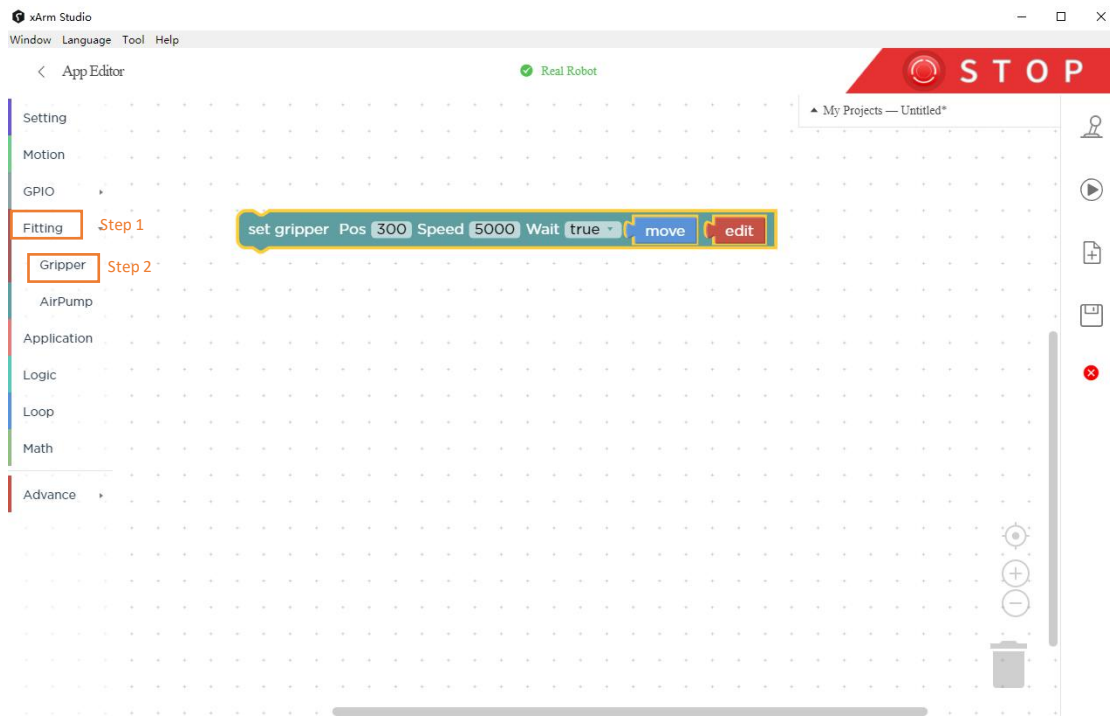 xArm Studio
Window Language Tool Help
App Editor
Real Robot
STOP
My Projects — Untitled*
Setting
Motion
GPIO
Fitting Step 1
set gripper Pos 300 Speed 5000 Wait true move edit
Gripper Step 2
AirPump
Application
Logic
Loop
Math
Advance